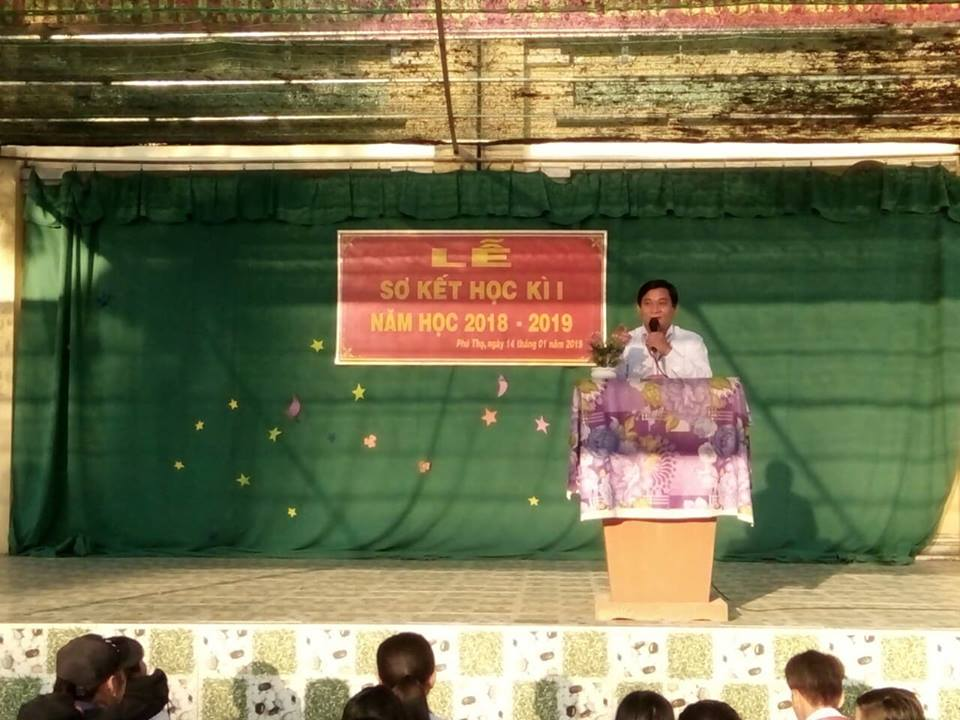 LỄ
SƠ KẾT HỌC KÌ I
NĂM HỌC 2018 - 2019
Phú Thọ, ngày 14 tháng 01 năm 2019